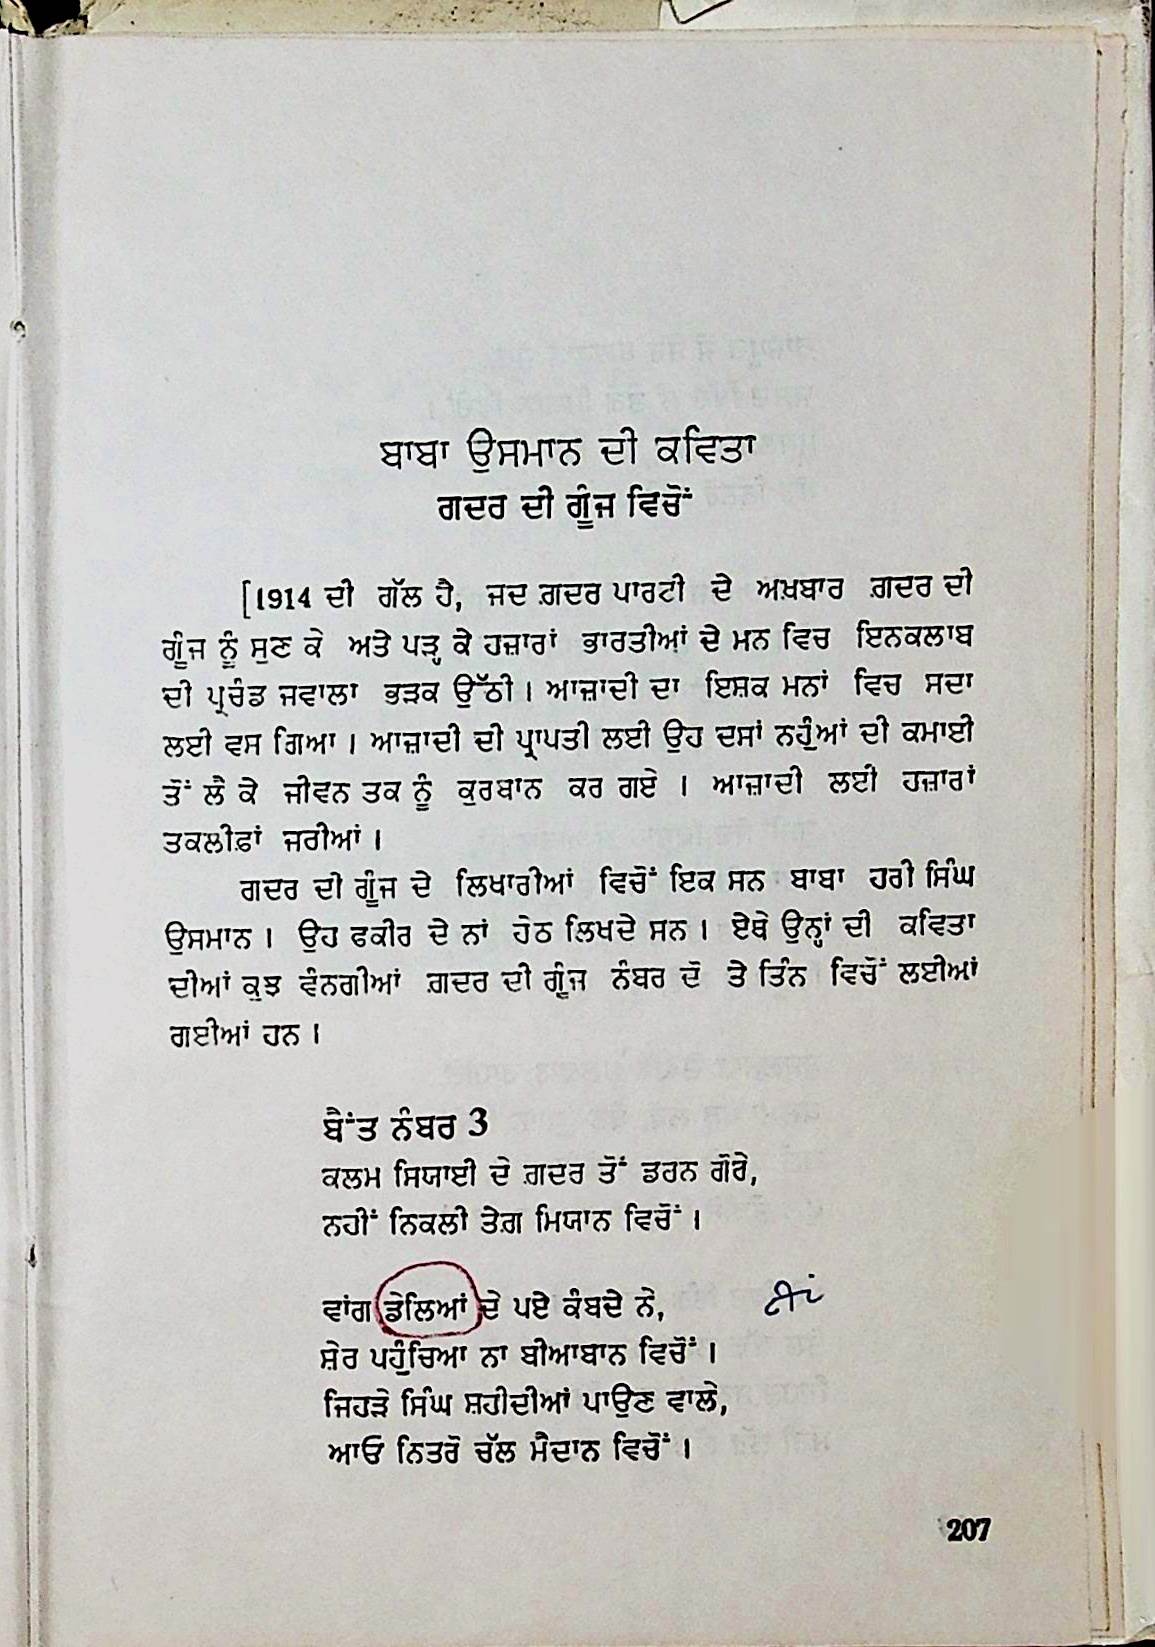 ਬਾਬਾ ਉਸਮਾਨ ਦੀ ਕਵਿਤਾ
ਗਦਰ ਦੀ ਗੂੰਜ ਵਿਚੋਂ
[1914 ਦੀ ਗੱਲ ਹੈ, ਜਦ ਗ਼ਦਰ ਪਾਰਟੀ ਦੇ ਅਖ਼ਬਾਰ ਗ਼ਦਰ ਦੀ
ਗੂੰਜ ਨੂੰ ਸੁਣ ਕੇ ਅਤੇ ਪੜ੍ਹ ਕੇ ਹਜ਼ਾਰਾਂ ਭਾਰਤੀਆਂ ਦੇ ਮਨ ਵਿਚ ਇਨਕਲਾਬ
ਦੀ ਪ੍ਰਚੰਡ ਜਵਾਲਾ ਭੜਕ ਉੱਠੀ। ਆਜ਼ਾਦੀ ਦਾ ਇਸ਼ਕ ਮਨਾਂ ਵਿਚ ਸਦਾ
ਲਈ ਵਸ ਗਿਆ। ਆਜ਼ਾਦੀ ਦੀ ਪ੍ਰਾਪਤੀ ਲਈ ਉਹ ਦਸਾਂ ਨਹੁੰਆਂ ਦੀ ਕਮਾਈ
ਤੋਂ ਲੈ ਕੇ ਜੀਵਨ ਤਕ ਨੂੰ ਕੁਰਬਾਨ ਕਰ ਗਏ। ਆਜ਼ਾਦੀ ਲਈ ਹਜ਼ਾਰਾਂ
ਤਕਲੀਫ਼ਾਂ ਜਰੀਆਂ।
ਗਦਰ ਦੀ ਗੂੰਜ ਦੇ ਲਿਖਾਰੀਆਂ ਵਿਚੋਂ ਇਕ ਸਨ ਬਾਬਾ ਹਰੀ ਸਿੰਘ
ਉਸਮਾਨ। ਉਹ ਫਕੀਰ ਦੇ ਨਾਂ ਹੇਠ ਲਿਖਦੇ ਸਨ। ਏਥੇ ਉਨ੍ਹਾਂ ਦੀ ਕਵਿਤਾ
ਦੀਆਂ ਕੁਝ ਵੰਨਗੀਆਂ ਗ਼ਦਰ ਦੀ ਗੂੰਜ ਨੰਬਰ ਦੋ ਤੇ ਤਿੰਨ ਵਿਚੋਂ ਲਈਆਂ
ਗਈਆਂ ਹਨ।
ਬੈਂਤ ਨੰਬਰ 3
ਕਲਮ ਸਿਯਾਈ ਦੇ ਗ਼ਦਰ ਤੋਂ ਡਰਨ ਗੋਰੇ,
ਨਹੀਂ ਨਿਕਲੀ ਤੇਗ਼ ਮਿਯਾਨ ਵਿਚੋਂ।
ਵਾਂਗ ਡੇਲਿਆਂ ਦੇ ਪਏ ਕੰਬਦੇ ਨੇ,
ਸ਼ੇਰ ਪਹੁੰਚਿਆ ਨਾ ਬੀਆਬਾਨ ਵਿਚੋਂ।
ਜਿਹੜੇ ਸਿੰਘ ਸ਼ਹੀਦੀਆਂ ਪਾਉਣ ਵਾਲੇ,
ਆਓ ਨਿਤਰੋ ਚੱਲ ਮੈਦਾਨ ਵਿਚੋਂ।
207